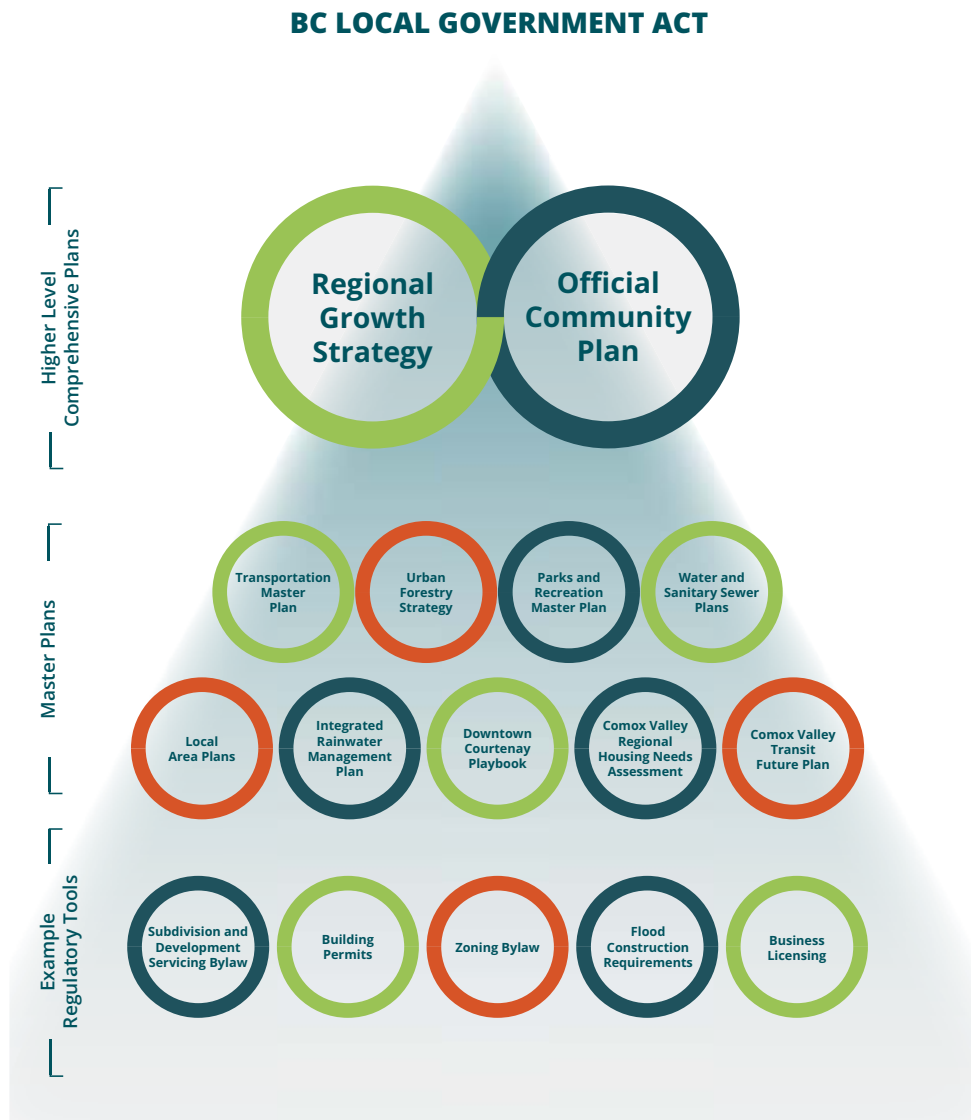 BC LOCAL GOVERNMENT ACT
Higher Level
Comprehensive Plans
Regional
Growth
Strategy
Official
Community
Plan
Master Plans
Transportation
Master
Plan
Urban
Forestry
Strategy
Parks and
Recreation
Master Plan
Water and
Sanitary Sewer
Plans
Local
Area Plans
Integrated
Rainwater
Management
Plan
Downtown
Courtenay
Playbook
Comox Valley
Regional
Housing Needs
Assessment
Comox Valley
Transit
Future Plan
Example
Regulatory Tools
Subdivision and
Development
Servicing Bylaw
Building
Permits
Zoning Bylaw
Flood
Construction
Requirements
Business
Licensing